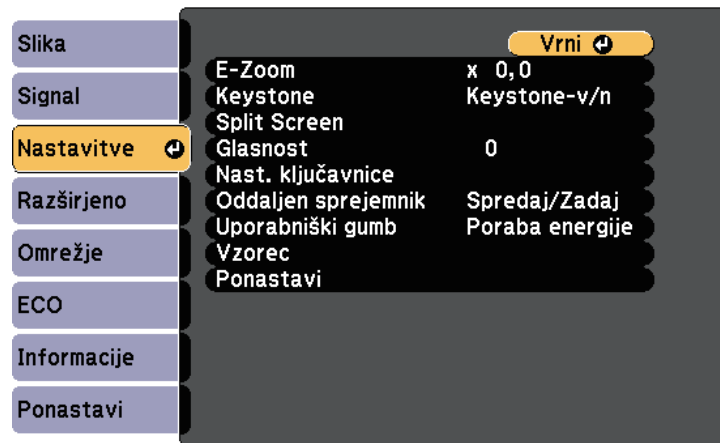 Slika
Signal
Nastavitve
Razširjeno
Omrežje
ECO
Informacije
Ponastavi
Vrni
E-Zoom x 0,0
Keystone Keystone-v/n
Split Screen
Glasnost 0
Nast. ključavnice
Oddaljen sprejemnik Spredaj/Zadaj
Uporabniški gumb Poraba energije
Vzorec
Ponastavi